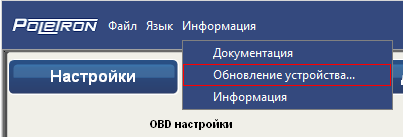 POLETRON Файл Язык Информация
Документация
Обновление устройства...
Настройки
Информация
OBD настройки